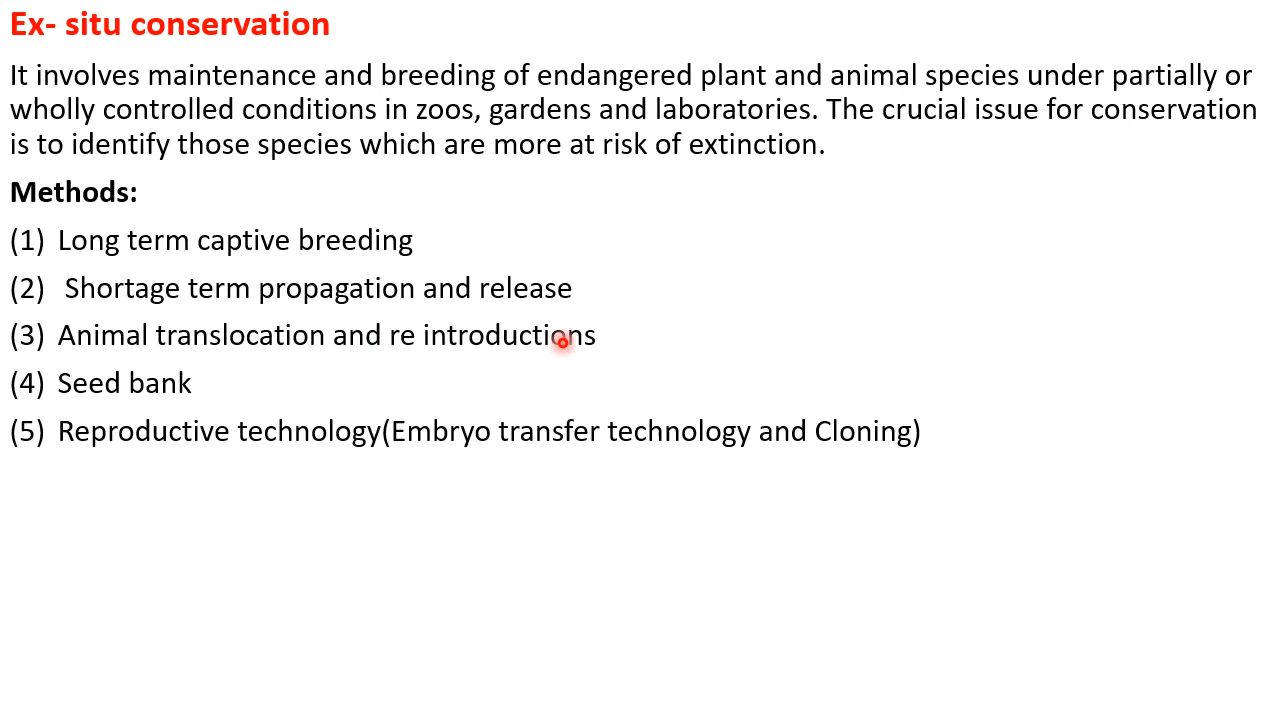 Ex- situ conservation
It involves maintenance and breeding of endangered plant and animal species under partially or
wholly controlled conditions in zoos, gardens and laboratories. The crucial issue for conservation
is to identify those species which are more at risk of extinction.
Methods:
(1) Long term captive breeding
(2) Shortage term propagation and release
(3) Animal translocation and re introductions
(4) Seed bank
(5) Reproductive technology(Embryo transfer technology and Cloning)